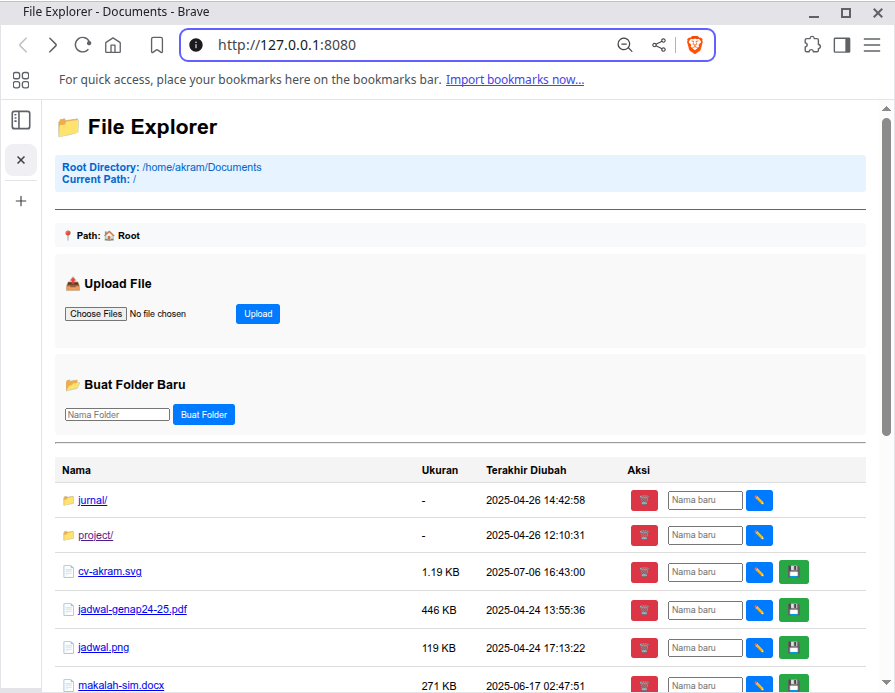 File Explorer - Documents - Brave
http://127.0.0.1:8080
For quick access, place your bookmarks here on the bookmarks bar. Import bookmarks now...
File Explorer
Root Directory: /home/akram/Documents
Current Path: /
Path: Root
Upload File
Choose Files No file chosen Upload
Buat Folder Baru
Nama Folder Buat Folder
Nama Ukuran Terakhir Diubah Aksi
jurnal/ - 2025-04-26 14:42:58 Nama baru
project/ - 2025-04-26 12:10:31 Nama baru
cv-akram.svg 1.19 KB 2025-07-06 16:43:00 Nama baru
jadwal-genap24-25.pdf 446 KB 2025-04-24 13:55:36 Nama baru
jadwal.png 119 KB 2025-04-24 17:13:22 Nama baru
makalah-sim.docx 271 KB 2025-06-17 02:47:51 Nama baru